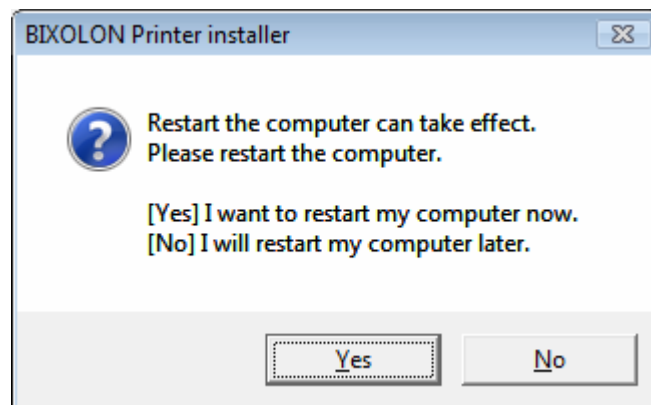 BIXOLON Printer installer
Restart the computer can take effect.
Please restart the computer.
[Yes] I want to restart my computer now.
[No] I will restart my computer later.
Yes
No